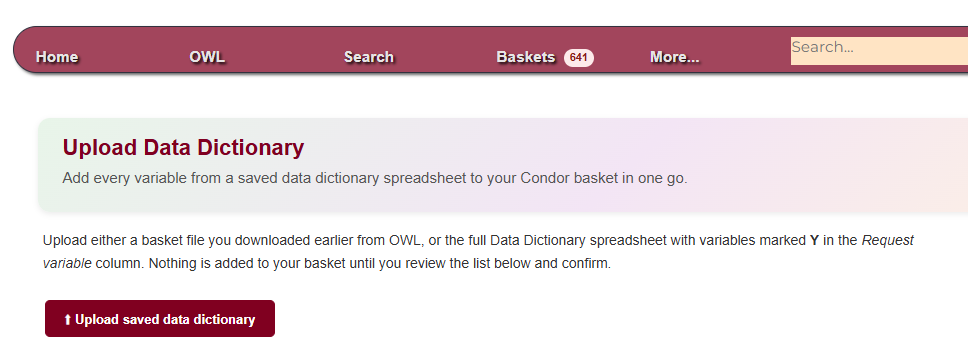 Home OWL Search Baskets 641 More... Search...
Upload Data Dictionary
Add every variable from a saved data dictionary spreadsheet to your Condor basket in one go.
Upload either a basket file you downloaded earlier from OWL, or the full Data Dictionary spreadsheet with variables marked Y in the Request
variable column. Nothing is added to your basket until you review the list below and confirm.
⬆ Upload saved data dictionary